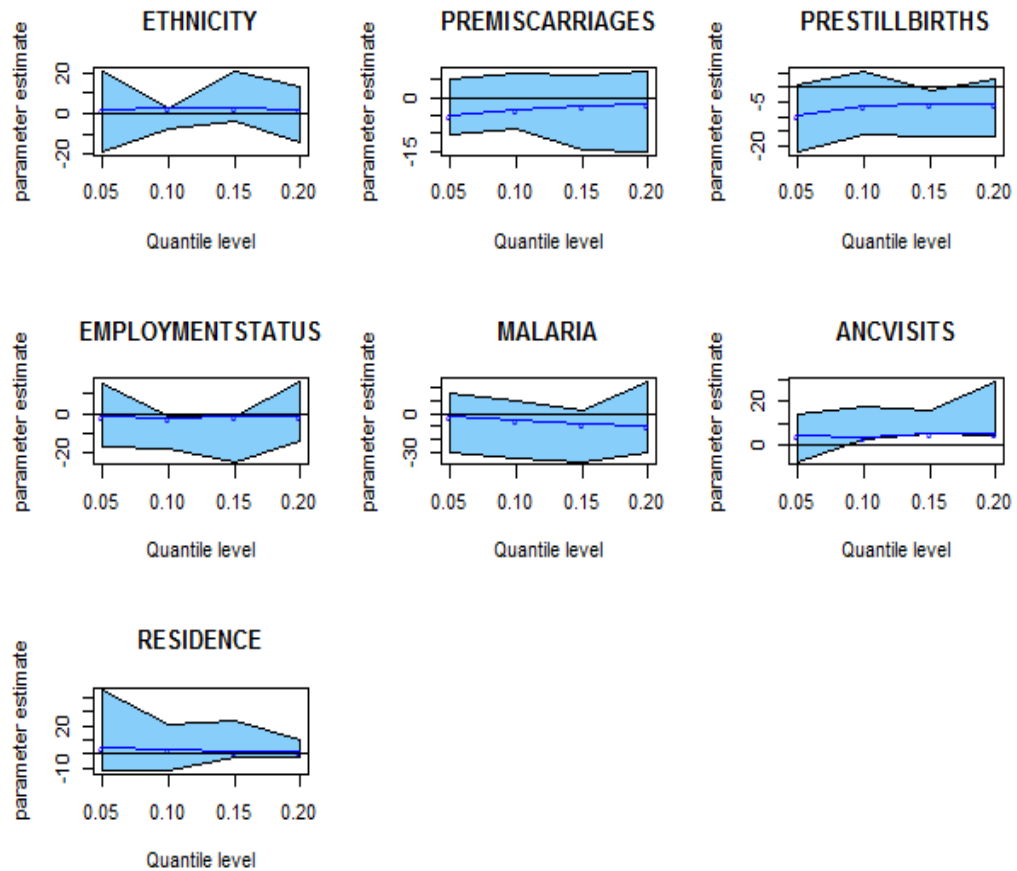 ETHNICITY
parameter estimate
20
0
-20
0.05 0.10 0.15 0.20
Quantile level
PREMISCARRIAGES
parameter estimate
0
-15
0.05 0.10 0.15 0.20
Quantile level
PRESTILLBIRTHS
parameter estimate
-5
-20
0.05 0.10 0.15 0.20
Quantile level
EMPLOYMENTSTATUS
parameter estimate
0
-20
0.05 0.10 0.15 0.20
Quantile level
MALARIA
parameter estimate
0
-30
0.05 0.10 0.15 0.20
Quantile level
ANCVISITS
parameter estimate
20
0
0.05 0.10 0.15 0.20
Quantile level
RESIDENCE
parameter estimate
20
-10
0.05 0.10 0.15 0.20
Quantile level